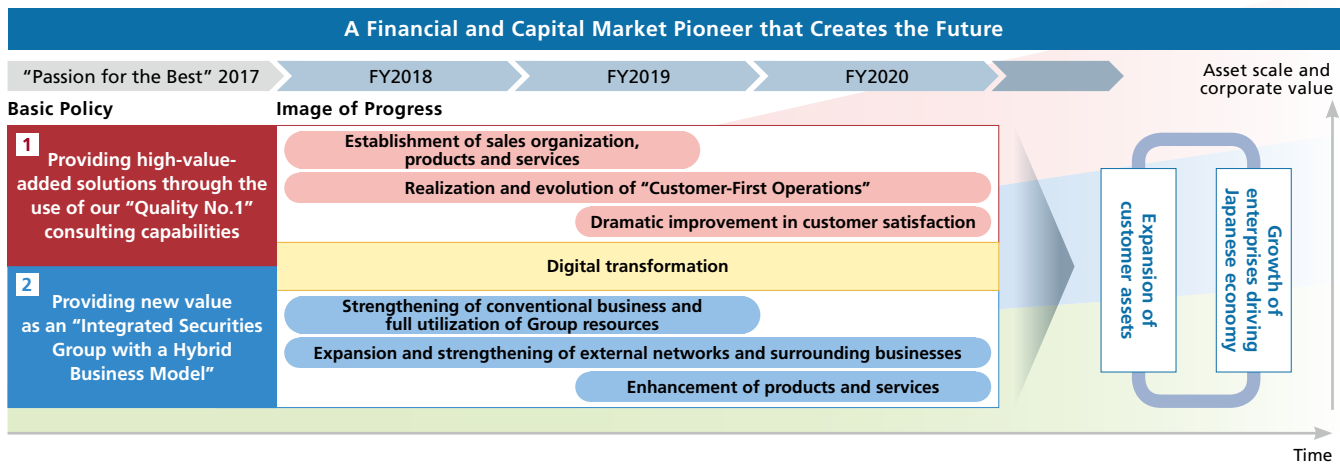 A Financial and Capital Market Pioneer that Creates the Future
“Passion for the Best” 2017
FY2018
FY2019
FY2020
Asset scale and
corporate value
Basic Policy
Image of Progress
1
Providing high-value-
added solutions through the
use of our “Quality No.1”
consulting capabilities
Establishment of sales organization,
products and services
Realization and evolution of “Customer-First Operations”
Dramatic improvement in customer satisfaction
Digital transformation
2
Providing new value
as an “Integrated Securities
Group with a Hybrid
Business Model”
Strengthening of conventional business and
full utilization of Group resources
Expansion and strengthening of external networks and surrounding businesses
Enhancement of products and services
Expansion of
customer assets
Growth of
enterprises driving
Japanese economy
Time